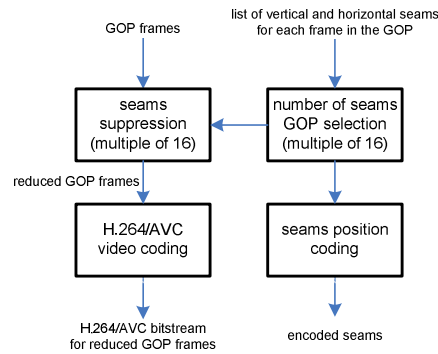 GOP frames
list of vertical and horizontal seams
for each frame in the GOP
seams
suppression
(multiple of 16)
number of seams
GOP selection
(multiple of 16)
reduced GOP frames
H.264/AVC
video coding
seams position
coding
H.264/AVC bitstream
for reduced GOP frames
encoded seams